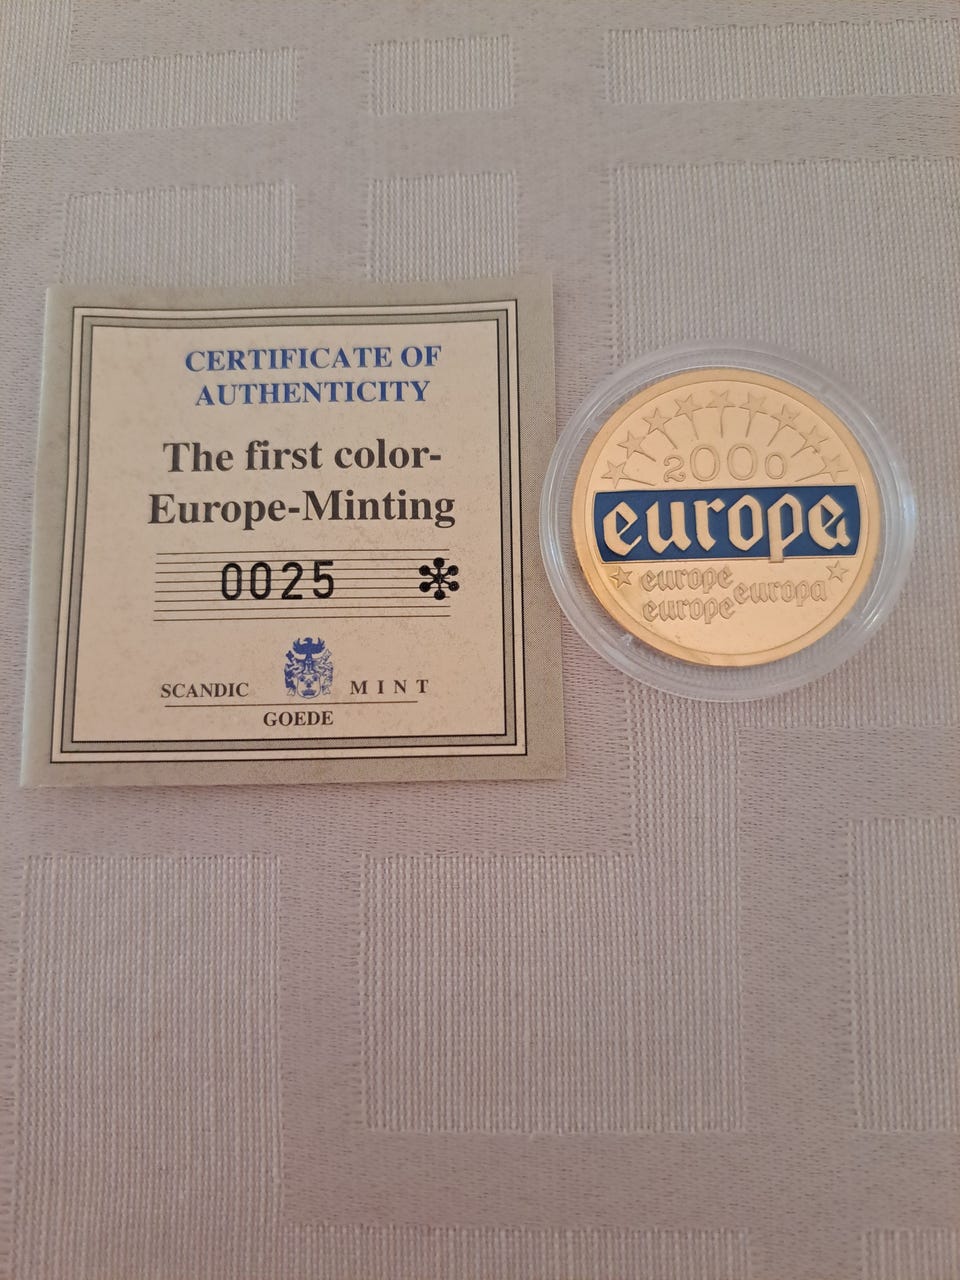 CERTIFICATE OF
AUTHENTICITY
The first color-
Europe-Minting
0025
SCANDIC MINT
GOEDE
2000
europe
europe
europe europa